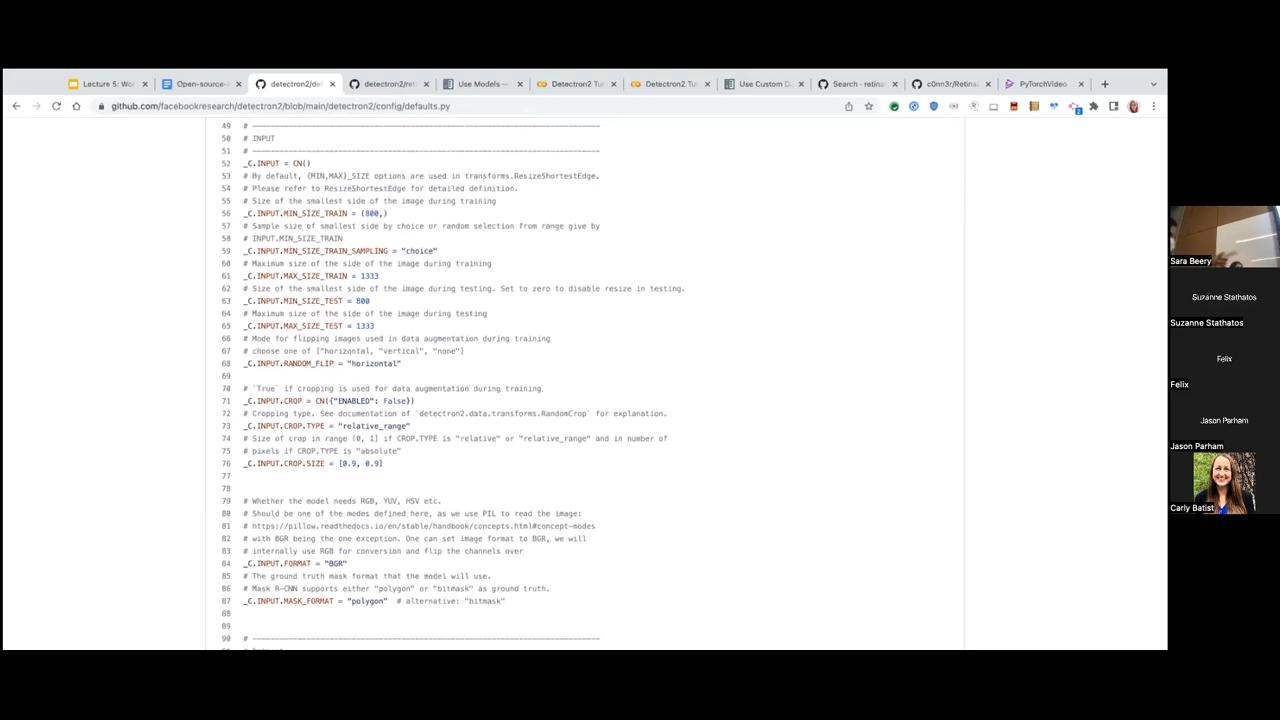 Lecture 5: Wo
Open-source-
detectron2/de
detectron2/ret
Use Models —
Detectron2 Tu
Detectron2 Tu
Use Custom D
Search · retina
c0nn3r/Retinal
PyTorchVideo
github.com/facebookresearch/detectron2/blob/main/detectron2/config/defaults.py
49 # -----------------------------------------------------------------------------
50 # INPUT
51 # -----------------------------------------------------------------------------
52 _C.INPUT = CN()
53 # By default, {MIN,MAX}_SIZE options are used in transforms.ResizeShortestEdge.
54 # Please refer to ResizeShortestEdge for detailed definition.
55 # Size of the smallest side of the image during training
56 _C.INPUT.MIN_SIZE_TRAIN = (800,)
57 # Sample size of smallest side by choice or random selection from range give by
58 # INPUT.MIN_SIZE_TRAIN
59 _C.INPUT.MIN_SIZE_TRAIN_SAMPLING = "choice"
60 # Maximum size of the side of the image during training
61 _C.INPUT.MAX_SIZE_TRAIN = 1333
62 # Size of the smallest side of the image during testing. Set to zero to disable resize in testing.
63 _C.INPUT.MIN_SIZE_TEST = 800
64 # Maximum size of the side of the image during testing
65 _C.INPUT.MAX_SIZE_TEST = 1333
66 # Mode for flipping images used in data augmentation during training
67 # choose one of ["horizontal, "vertical", "none"]
68 _C.INPUT.RANDOM_FLIP = "horizontal"
69
70 # `True` if cropping is used for data augmentation during training
71 _C.INPUT.CROP = CN({"ENABLED": False})
72 # Cropping type. See documentation of `detectron2.data.transforms.RandomCrop` for explanation.
73 _C.INPUT.CROP.TYPE = "relative_range"
74 # Size of crop in range (0, 1] if CROP.TYPE is "relative" or "relative_range" and in number of
75 # pixels if CROP.TYPE is "absolute"
76 _C.INPUT.CROP.SIZE = [0.9, 0.9]
77
78
79 # Whether the model needs RGB, YUV, HSV etc.
80 # Should be one of the modes defined here, as we use PIL to read the image:
81 # https://pillow.readthedocs.io/en/stable/handbook/concepts.html#concept-modes
82 # with BGR being the one exception. One can set image format to BGR, we will
83 # internally use RGB for conversion and flip the channels over
84 _C.INPUT.FORMAT = "BGR"
85 # The ground truth mask format that the model will use.
86 # Mask R-CNN supports either "polygon" or "bitmask" as ground truth.
87 _C.INPUT.MASK_FORMAT = "polygon"  # alternative: "bitmask"
88
89
90 # -----------------------------------------------------------------------------
Sara Beery
Suzanne Stathatos
Suzanne Stathatos
Felix
Felix
Jason Parham
Jason Parham
Carly Batist